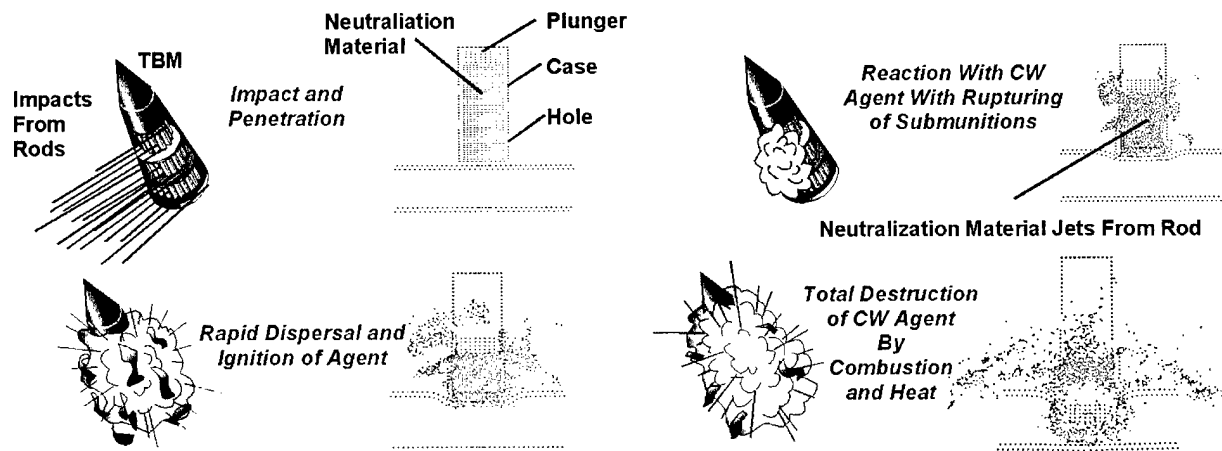 TBM
Impacts
From
Rods
Impact and
Penetration
Neutraliation
Material
Plunger
Case
Hole
Reaction With CW
Agent With Rupturing
of Submunitions
Neutralization Material Jets From Rod
Rapid Dispersal and
Ignition of Agent
Total Destruction
of CW Agent
By
Combustion
and Heat